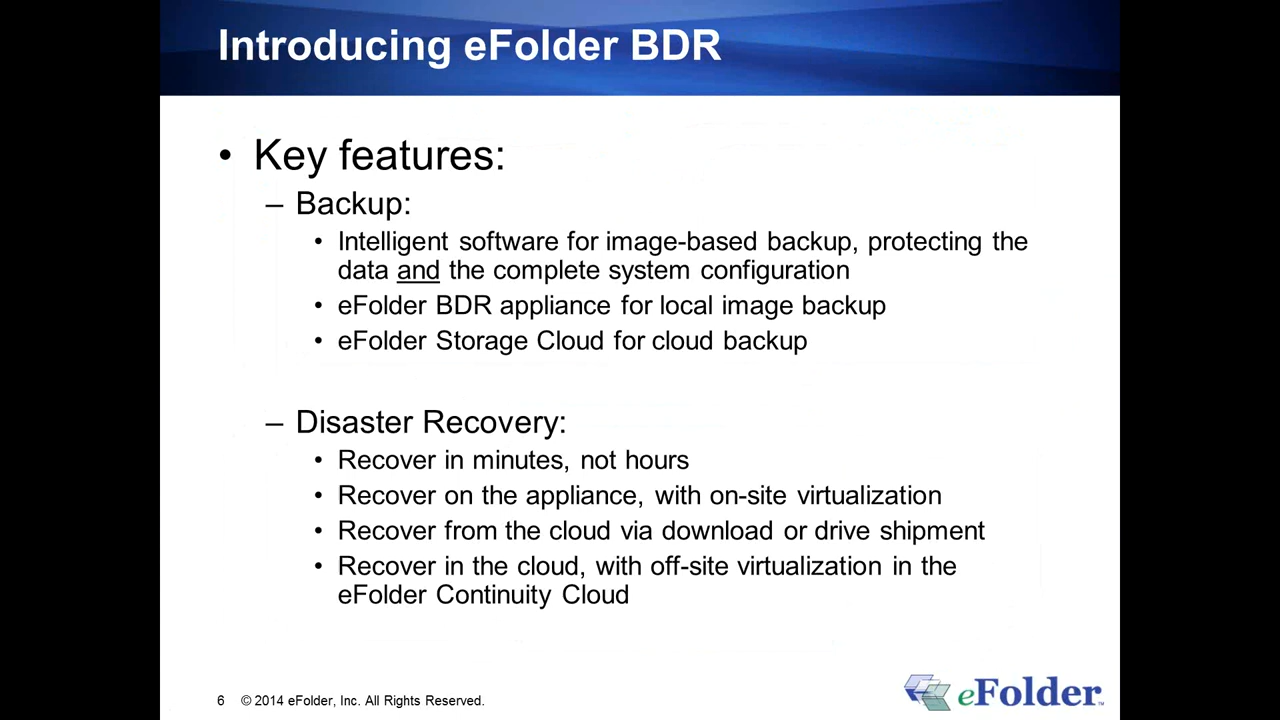 Introducing eFolder BDR
• Key features:
– Backup:
• Intelligent software for image-based backup, protecting the
data and the complete system configuration
• eFolder BDR appliance for local image backup
• eFolder Storage Cloud for cloud backup
– Disaster Recovery:
• Recover in minutes, not hours
• Recover on the appliance, with on-site virtualization
• Recover from the cloud via download or drive shipment
• Recover in the cloud, with off-site virtualization in the
eFolder Continuity Cloud
6 © 2014 eFolder, Inc. All Rights Reserved.
eFolder™